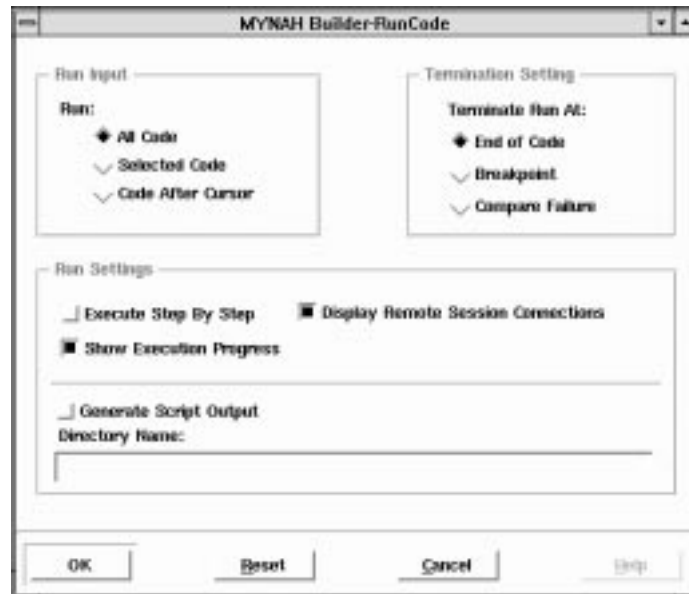 MYNAH Builder-RunCode
Run Input
Run:
All Code
Selected Code
Code After Cursor
Termination Setting
Terminate Run At:
End of Code
Breakpoint
Compare Failure
Run Settings
Execute Step By Step
Display Remote Session Connections
Show Execution Progress
Generate Script Output
Directory Name:
OK Reset Cancel Help